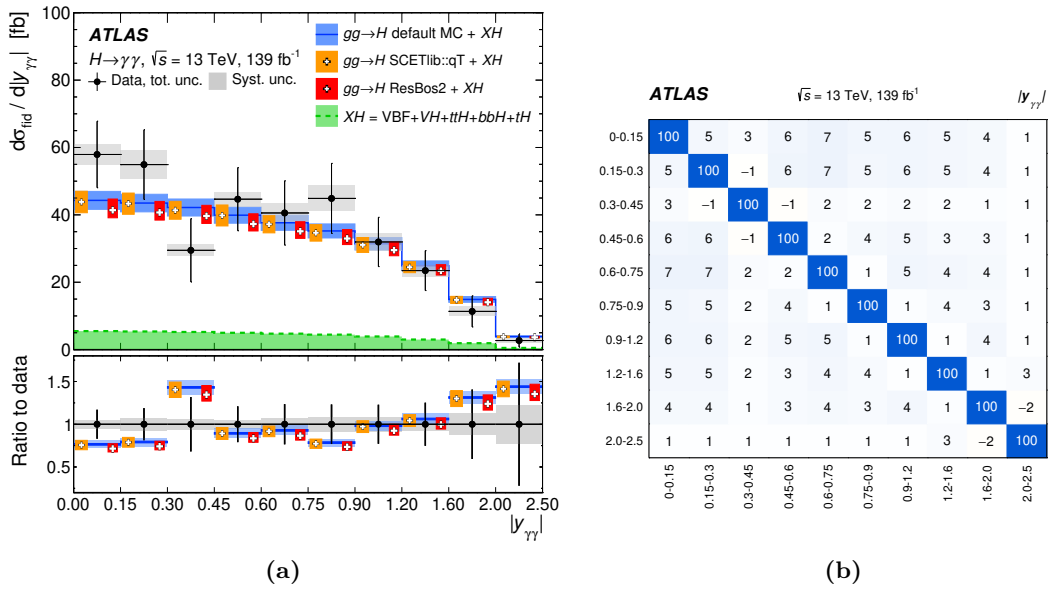 ATLAS
H→γγ, √s = 13 TeV, 139 fb⁻¹
Data, tot. unc. Syst. unc.
gg→H default MC + XH
gg→H SCETlib::qT + XH
gg→H ResBos2 + XH
XH = VBF+VH+ttH+bbH+tH
dσ_fid / d|y_γγ| [fb]
100
80
60
40
20
0
Ratio to data
1.5
1
0.5
0.00 0.15 0.30 0.45 0.60 0.75 0.90 1.20 1.60 2.00 2.50
|y_γγ|
(a)
ATLAS √s = 13 TeV, 139 fb⁻¹ |y_γγ|
0-0.15 100 5 3 6 7 5 6 5 4 1
0.15-0.3 5 100 −1 6 7 5 6 5 4 1
0.3-0.45 3 −1 100 −1 2 2 2 2 1 1
0.45-0.6 6 6 −1 100 2 4 5 3 3 1
0.6-0.75 7 7 2 2 100 1 5 4 4 1
0.75-0.9 5 5 2 4 1 100 1 4 3 1
0.9-1.2 6 6 2 5 5 1 100 1 4 1
1.2-1.6 5 5 2 3 4 4 1 100 1 3
1.6-2.0 4 4 1 3 4 3 4 1 100 −2
2.0-2.5 1 1 1 1 1 1 1 3 −2 100
0-0.15 0.15-0.3 0.3-0.45 0.45-0.6 0.6-0.75 0.75-0.9 0.9-1.2 1.2-1.6 1.6-2.0 2.0-2.5
(b)